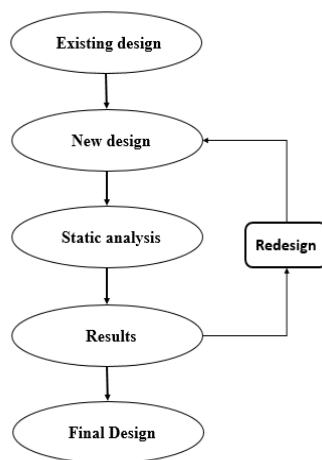 Existing design
New design
Static analysis
Redesign
Results
Final Design